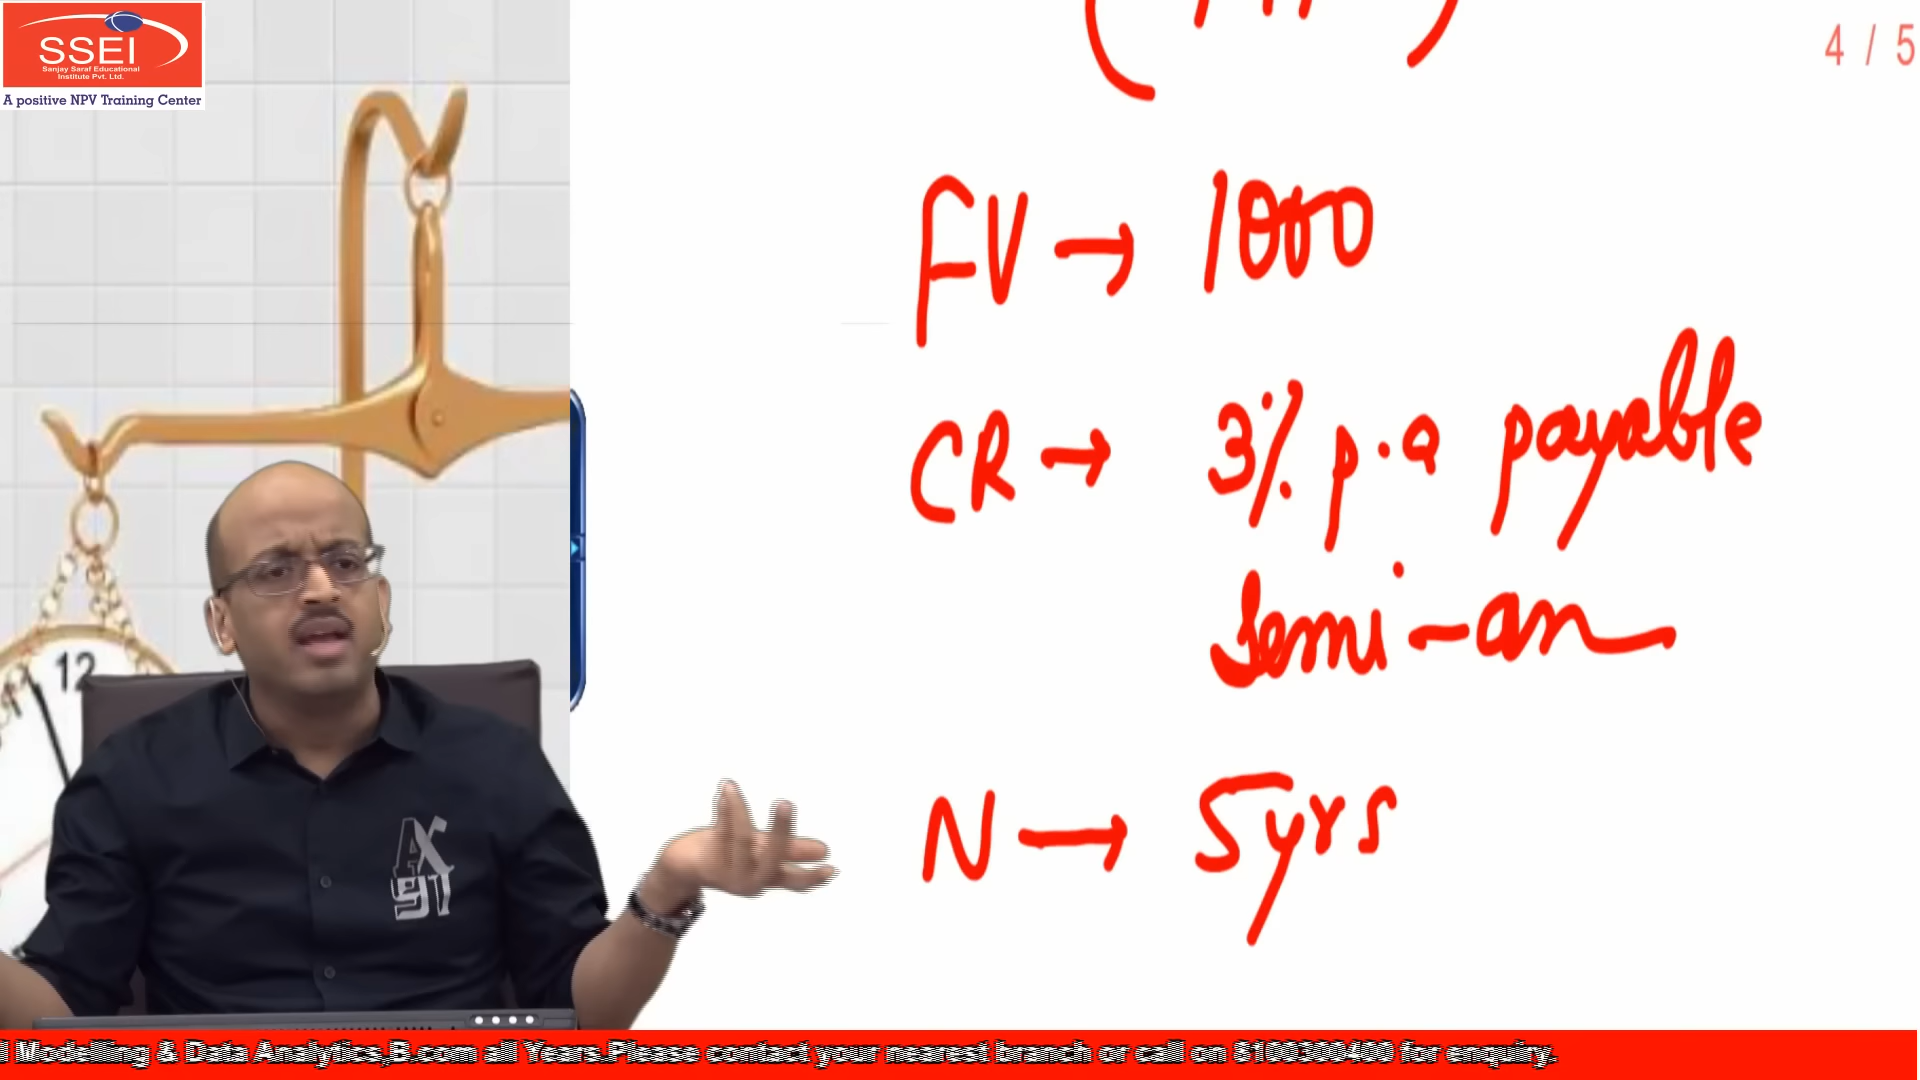 SSEI
Sanjay Saraf Educational
Institute Pvt. Ltd.
A positive NPV Training Center
4 / 5
FV → 1000
CR → 3% p.a payable
Semi-an
N → 5yrs
12
Modelling & Data Analytics,B.com all Years.Please contact your nearest branch or call on 8100300400 for enquiry.